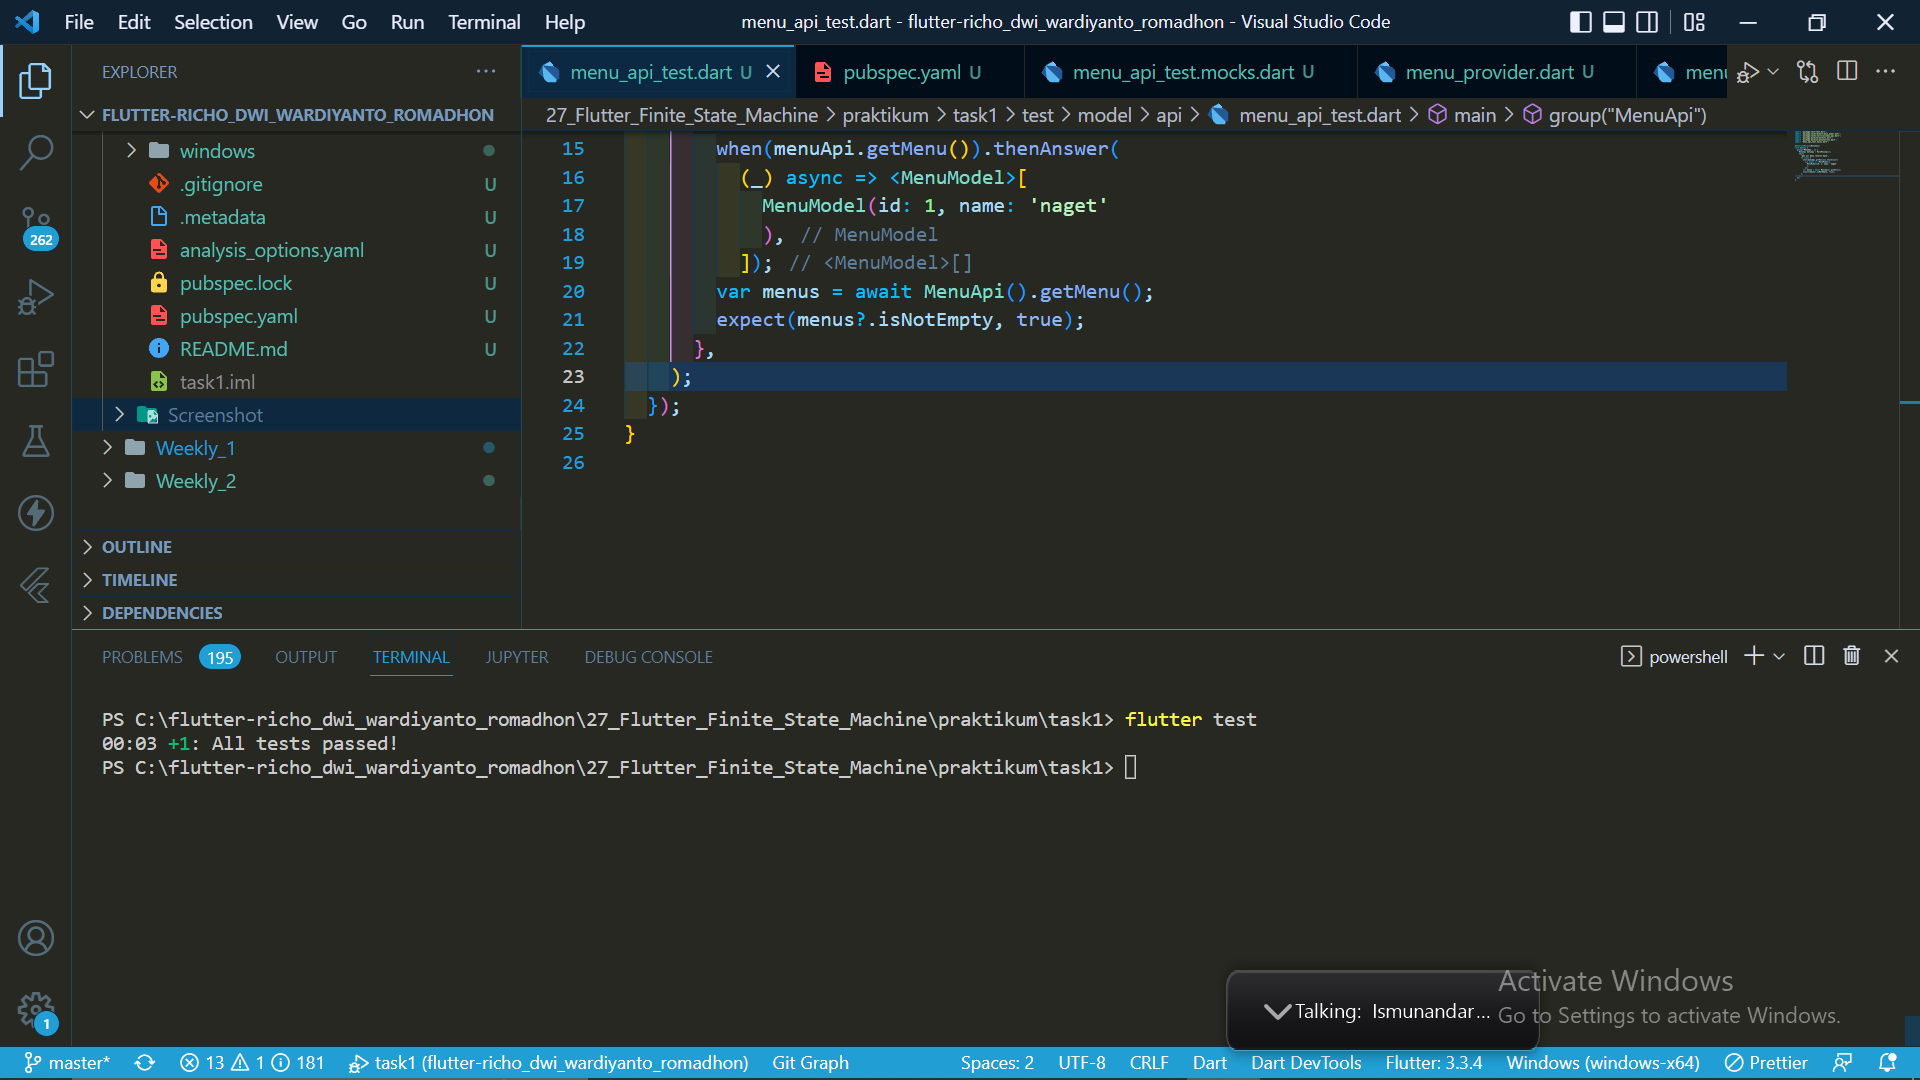 File Edit Selection View Go Run Terminal Help
menu_api_test.dart - flutter-richo_dwi_wardiyanto_romadhon - Visual Studio Code
EXPLORER
FLUTTER-RICHO_DWI_WARDIYANTO_ROMADHON
windows
.gitignore U
.metadata U
analysis_options.yaml U
pubspec.lock U
pubspec.yaml U
README.md U
task1.iml
Screenshot
Weekly_1
Weekly_2
OUTLINE
TIMELINE
DEPENDENCIES
262
1
menu_api_test.dart U
pubspec.yaml U
menu_api_test.mocks.dart U
menu_provider.dart U
27_Flutter_Finite_State_Machine > praktikum > task1 > test > model > api > menu_api_test.dart > main > group("MenuApi")
15 when(menuApi.getMenu()).thenAnswer(
16 (_) async => <MenuModel>[
17 MenuModel(id: 1, name: 'naget'
18 ), // MenuModel
19 ]); // <MenuModel>[]
20 var menus = await MenuApi().getMenu();
21 expect(menus?.isNotEmpty, true);
22 },
23 );
24 });
25 }
26
PROBLEMS 195 OUTPUT TERMINAL JUPYTER DEBUG CONSOLE
powershell
PS C:\flutter-richo_dwi_wardiyanto_romadhon\27_Flutter_Finite_State_Machine\praktikum\task1> flutter test
00:03 +1: All tests passed!
PS C:\flutter-richo_dwi_wardiyanto_romadhon\27_Flutter_Finite_State_Machine\praktikum\task1>
Talking: Ismunandar...
Activate Windows
Go to Settings to activate Windows.
master* 13 1 181 task1 (flutter-richo_dwi_wardiyanto_romadhon) Git Graph Spaces: 2 UTF-8 CRLF Dart Dart DevTools Flutter: 3.3.4 Windows (windows-x64) Prettier